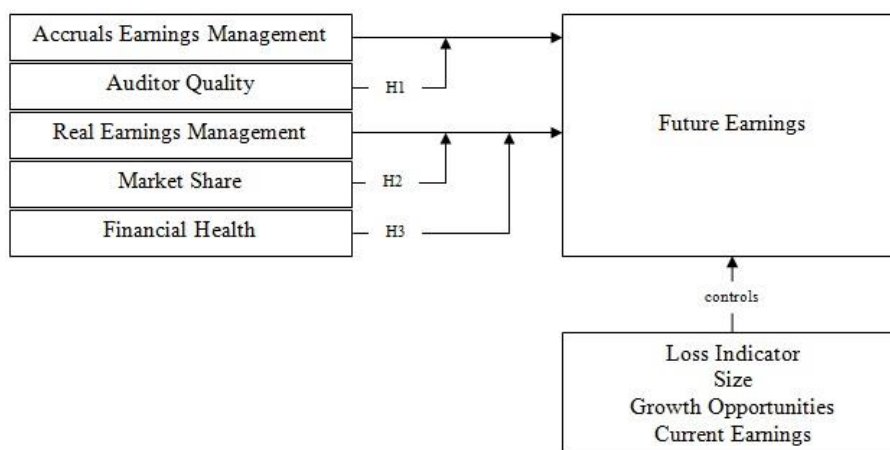 Accruals Earnings Management
Auditor Quality
H1
Real Earnings Management
Market Share
H2
Financial Health
H3
Future Earnings
controls
Loss Indicator
Size
Growth Opportunities
Current Earnings